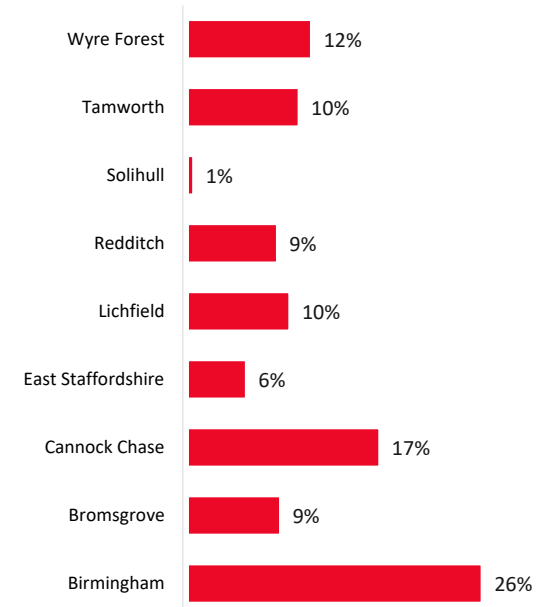 Wyre Forest 12%
Tamworth 10%
Solihull 1%
Redditch 9%
Lichfield 10%
East Staffordshire 6%
Cannock Chase 17%
Bromsgrove 9%
Birmingham 26%